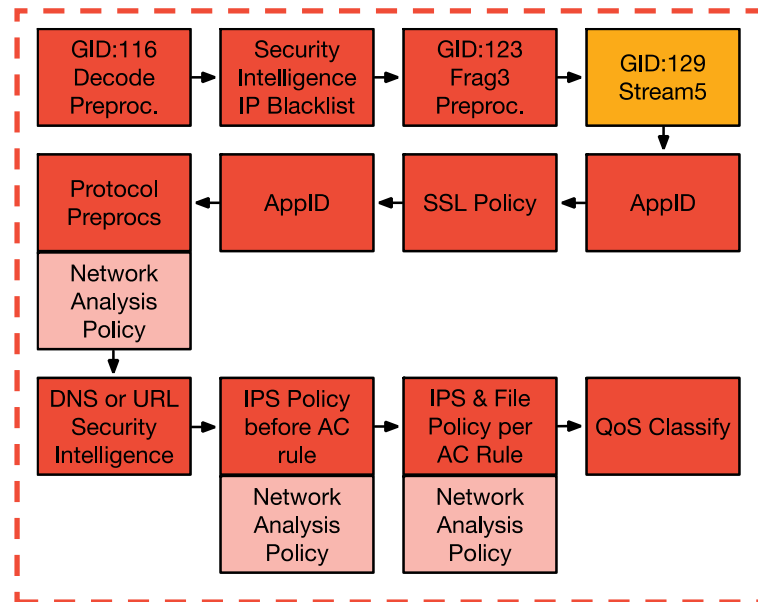 GID:116
Decode
Preproc.
Security
Intelligence
IP Blacklist
GID:123
Frag3
Preproc.
GID:129
Stream5
Protocol
Preprocs
AppID
SSL Policy
AppID
Network
Analysis
Policy
DNS or URL
Security
Intelligence
IPS Policy
before AC
rule
IPS & File
Policy per
AC Rule
QoS Classify
Network
Analysis
Policy
Network
Analysis
Policy